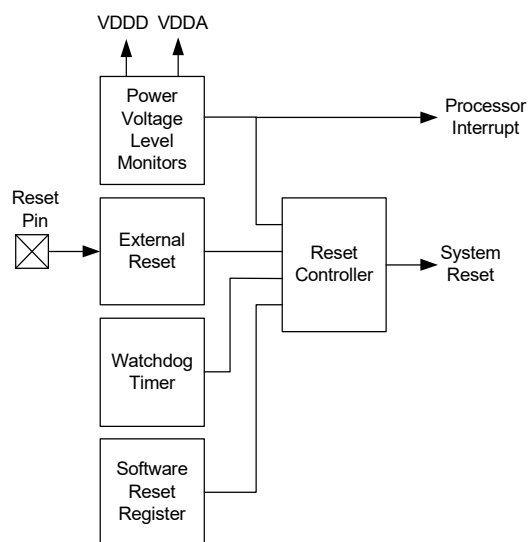 VDDD VDDA
Power
Voltage
Level
Monitors
Processor
Interrupt
Reset
Pin
External
Reset
Reset
Controller
System
Reset
Watchdog
Timer
Software
Reset
Register